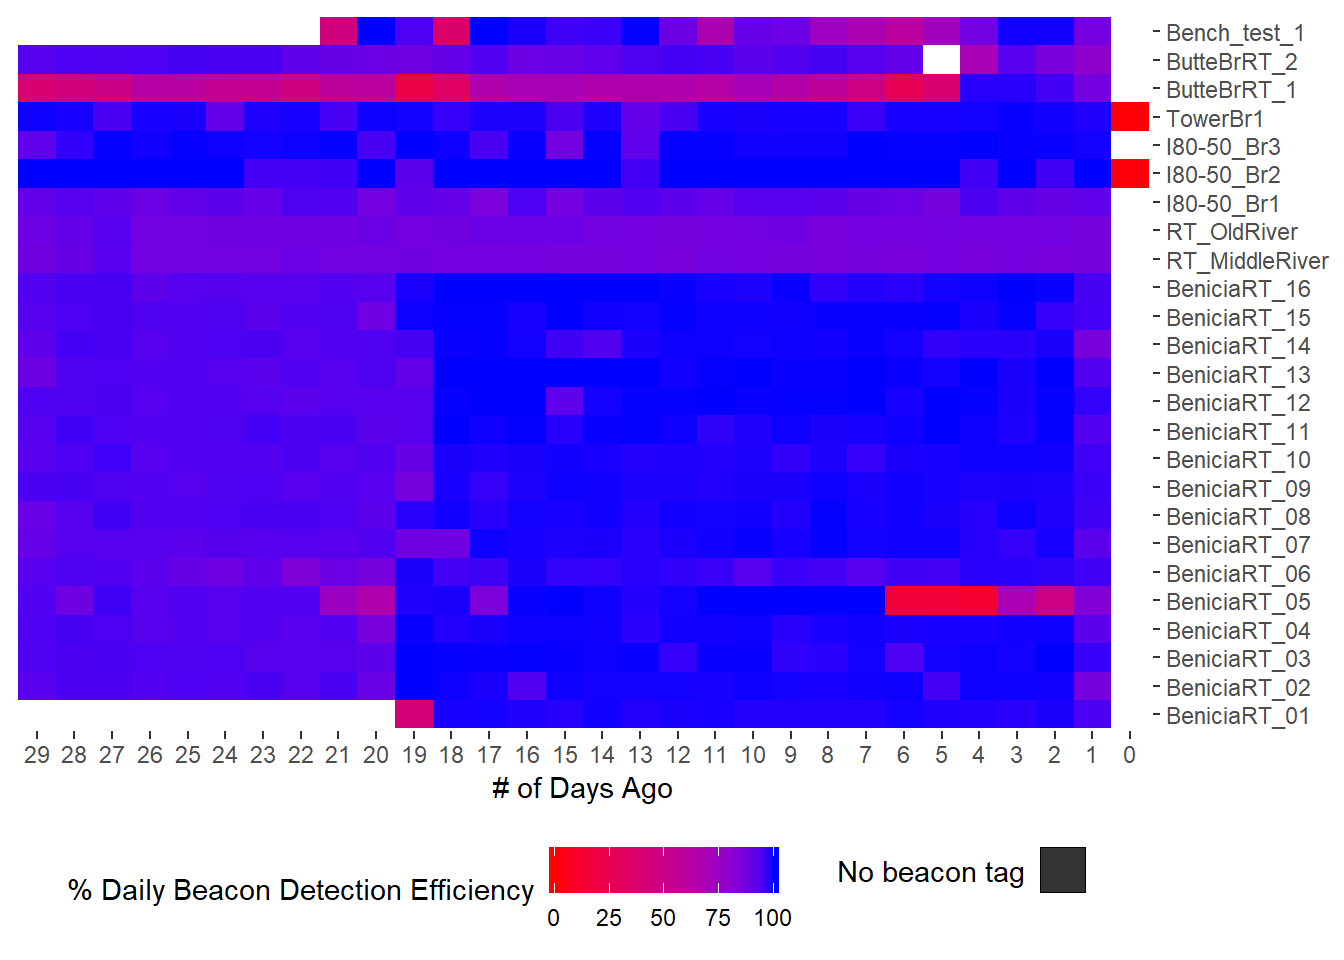 Bench_test_1
ButteBrRT_2
ButteBrRT_1
TowerBr1
I80-50_Br3
I80-50_Br2
I80-50_Br1
RT_OldRiver
RT_MiddleRiver
BeniciaRT_16
BeniciaRT_15
BeniciaRT_14
BeniciaRT_13
BeniciaRT_12
BeniciaRT_11
BeniciaRT_10
BeniciaRT_09
BeniciaRT_08
BeniciaRT_07
BeniciaRT_06
BeniciaRT_05
BeniciaRT_04
BeniciaRT_03
BeniciaRT_02
BeniciaRT_01
29 28 27 26 25 24 23 22 21 20 19 18 17 16 15 14 13 12 11 10 9 8 7 6 5 4 3 2 1 0
# of Days Ago
% Daily Beacon Detection Efficiency
0 25 50 75 100
No beacon tag